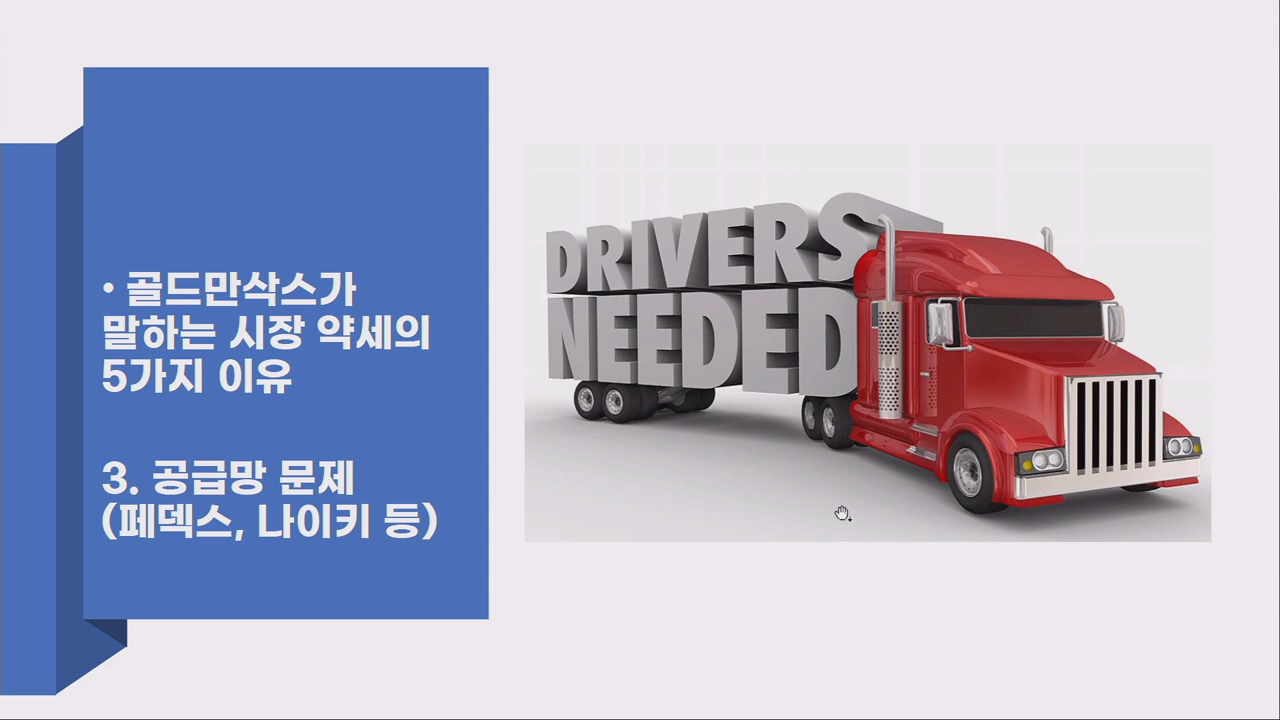 • 골드만삭스가
말하는 시장 약세의
5가지 이유
3. 공급망 문제
(페덱스, 나이키 등)
DRIVERS
NEEDED